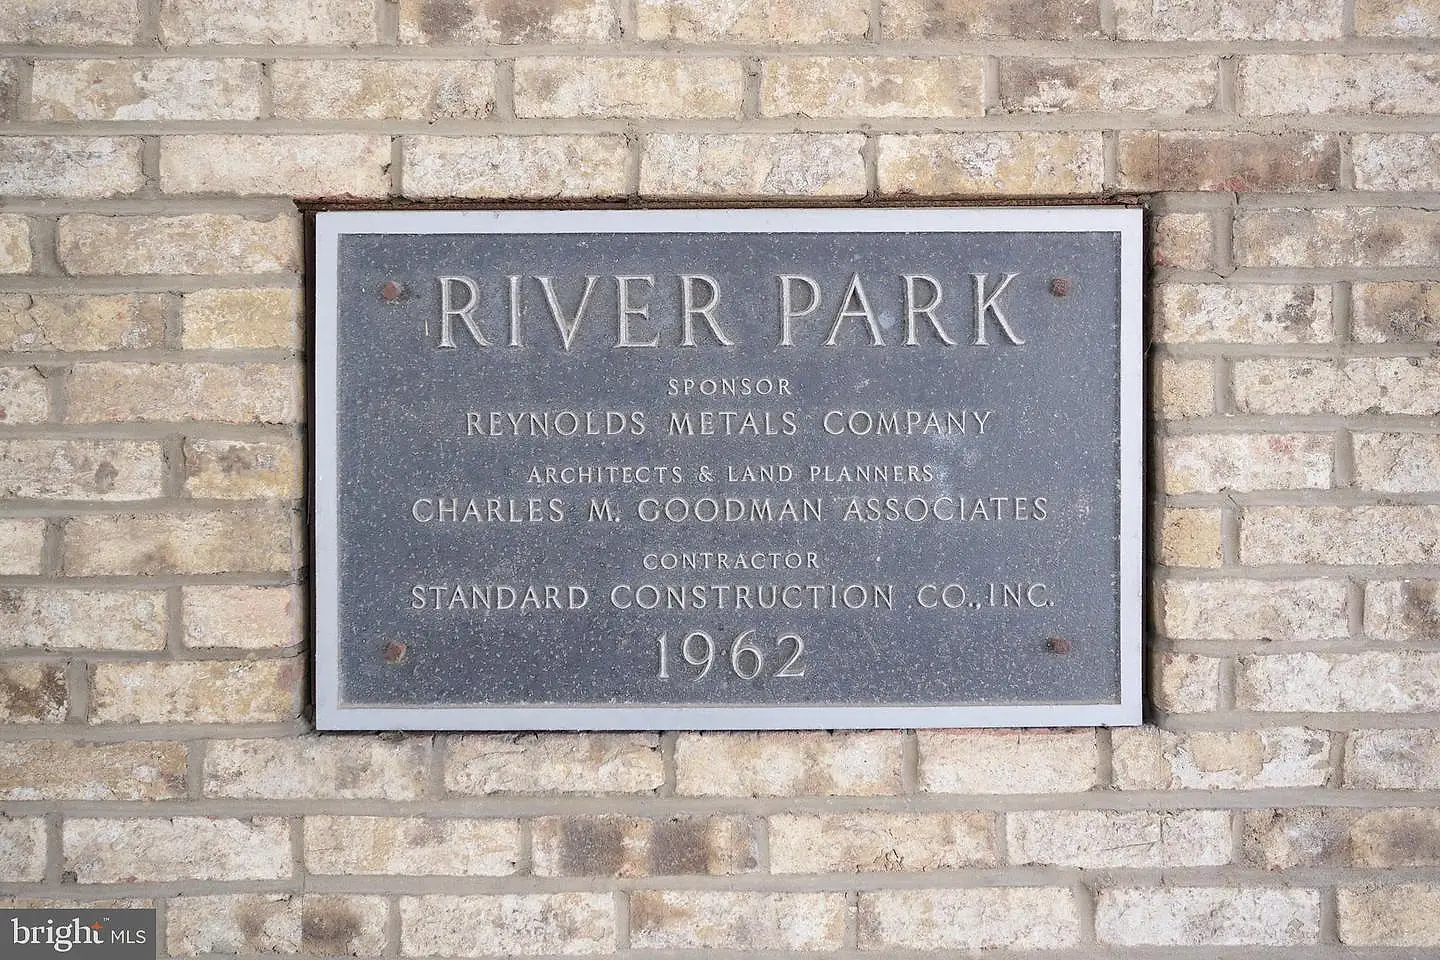 RIVER PARK
SPONSOR
REYNOLDS METALS COMPANY
ARCHITECTS & LAND PLANNERS
CHARLES M. GOODMAN ASSOCIATES
CONTRACTOR
STANDARD CONSTRUCTION CO., INC.
1962
bright™ MLS